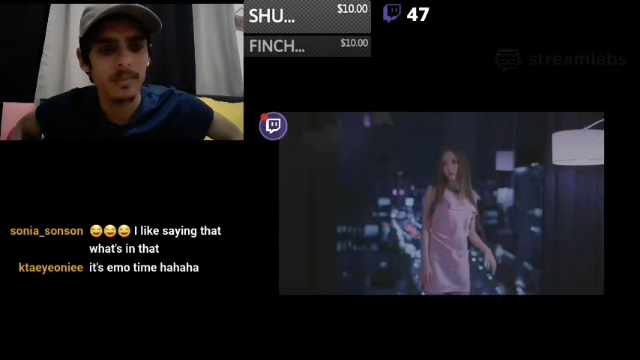 SHU... $10.00
FINCH... $10.00
47
streamlabs
sonia_sonson 😅😅😅 I like saying that
what's in that
ktaeyeoniee it's emo time hahaha